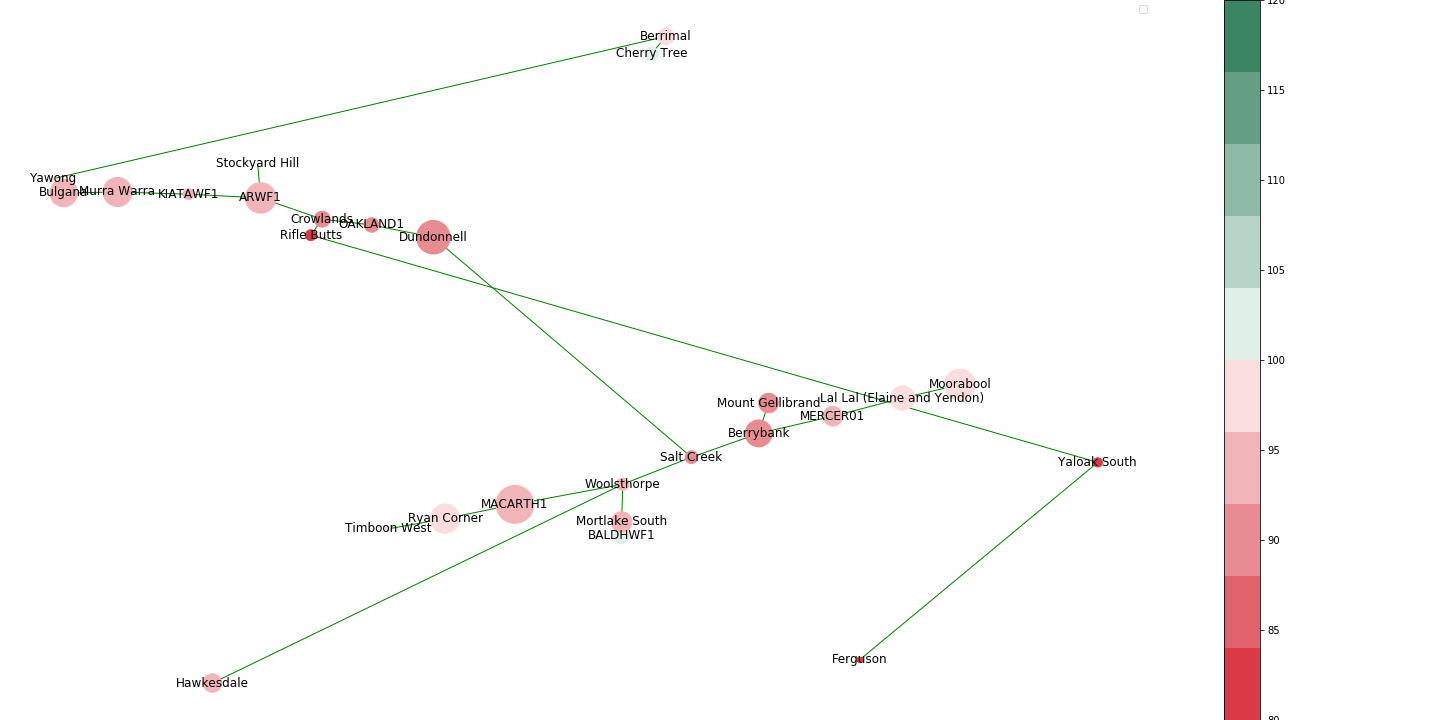 120
Berrimal
Cherry Tree
115
Stockyard Hill
Yawong
110
Bulgana
Murra Warra
KIATAWF1
ARWF1
Crowlands
OAKLAND1
Rifle Butts
Dundonnell
105
100
Moorabool
Mount Gellibrand
Lal Lal (Elaine and Yendon)
MERCER01
Berrybank
95
Salt Creek
Yaloak South
Woolsthorpe
MACARTH1
Ryan Corner
Mortlake South
Timboon West
BALDHWF1
90
85
Ferguson
Hawkesdale
80